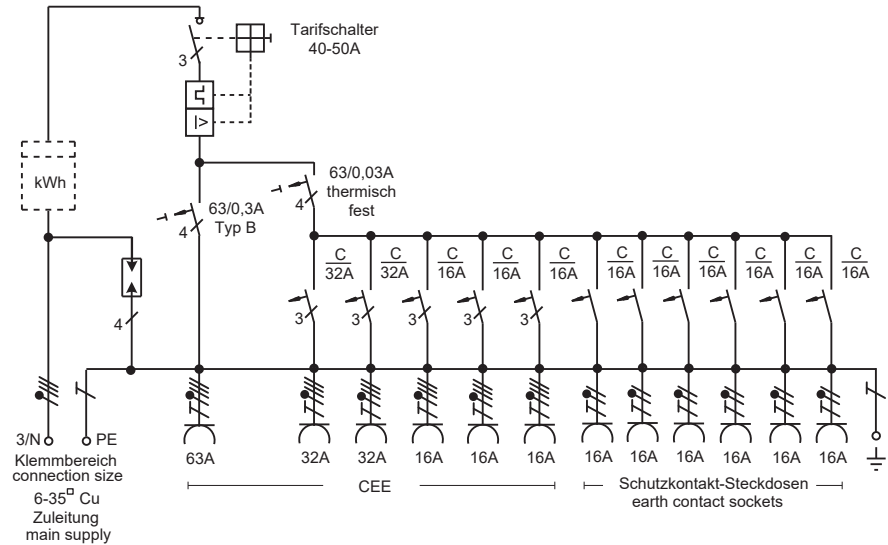 Tarifschalter
40-50A
3
I>
kWh
63/0,3A
Typ B
4
63/0,03A
thermisch
fest
4
4
C
32A
C
32A
C
16A
C
16A
C
16A
C
16A
C
16A
C
16A
C
16A
C
16A
C
16A
3
3
3
3
3
3/N
PE
Klemmbereich
connection size
6-35□ Cu
Zuleitung
main supply
63A
32A
32A
16A
16A
16A
16A
16A
16A
16A
16A
16A
CEE
Schutzkontakt-Steckdosen
earth contact sockets